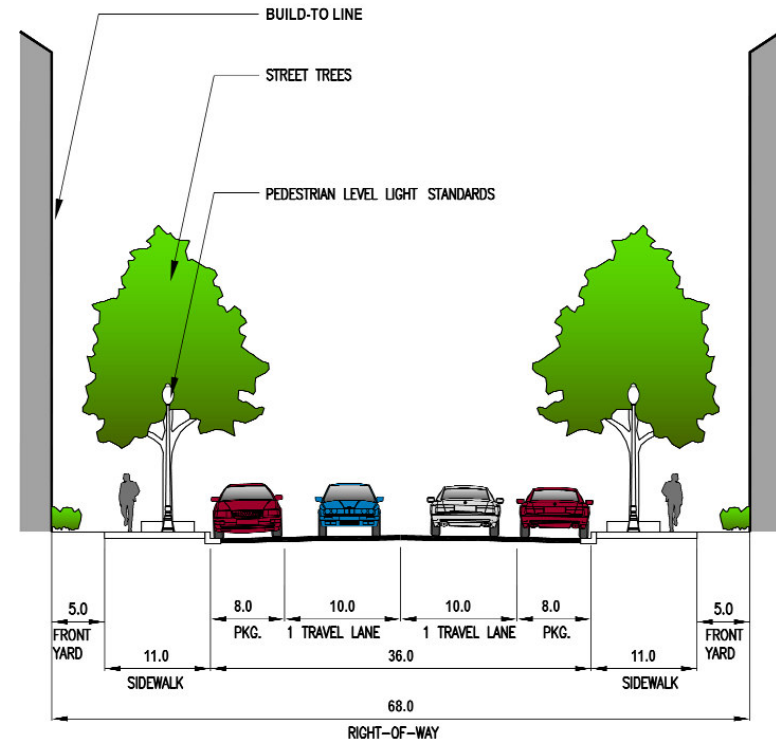 BUILD-TO LINE
STREET TREES
PEDESTRIAN LEVEL LIGHT STANDARDS
5.0 8.0 10.0 10.0 8.0 5.0
FRONT PKG. 1 TRAVEL LANE 1 TRAVEL LANE PKG. FRONT
YARD YARD
11.0 36.0 11.0
SIDEWALK SIDEWALK
68.0
RIGHT-OF-WAY